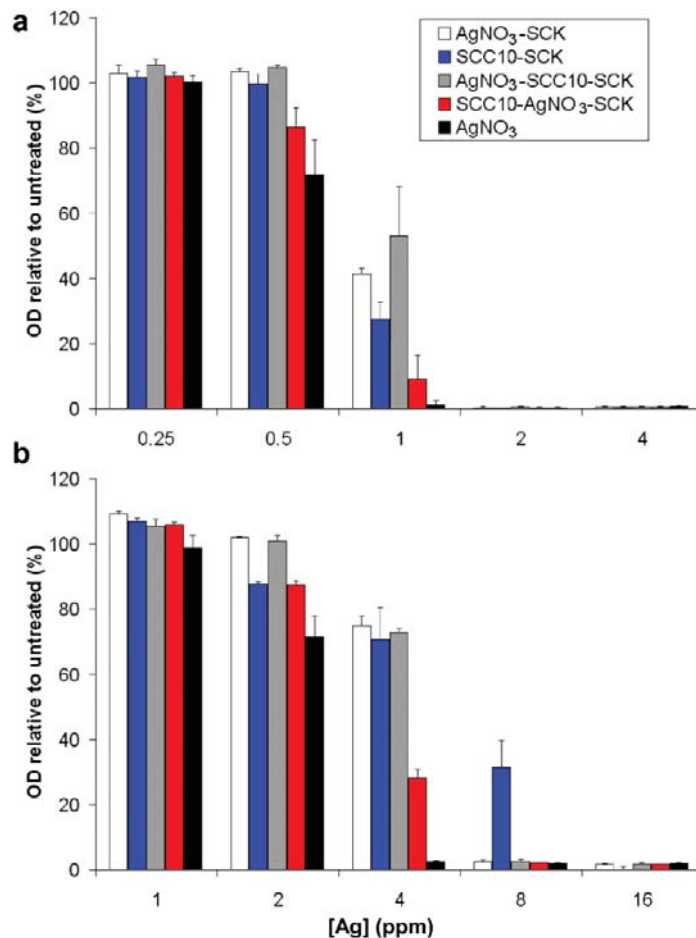 a
AgNO₃-SCK
SCC10-SCK
AgNO₃-SCC10-SCK
SCC10-AgNO₃-SCK
AgNO₃
OD relative to untreated (%)
120
100
80
60
40
20
0
0.25 0.5 1 2 4
b
OD relative to untreated (%)
120
100
80
60
40
20
0
1 2 4 8 16
[Ag] (ppm)